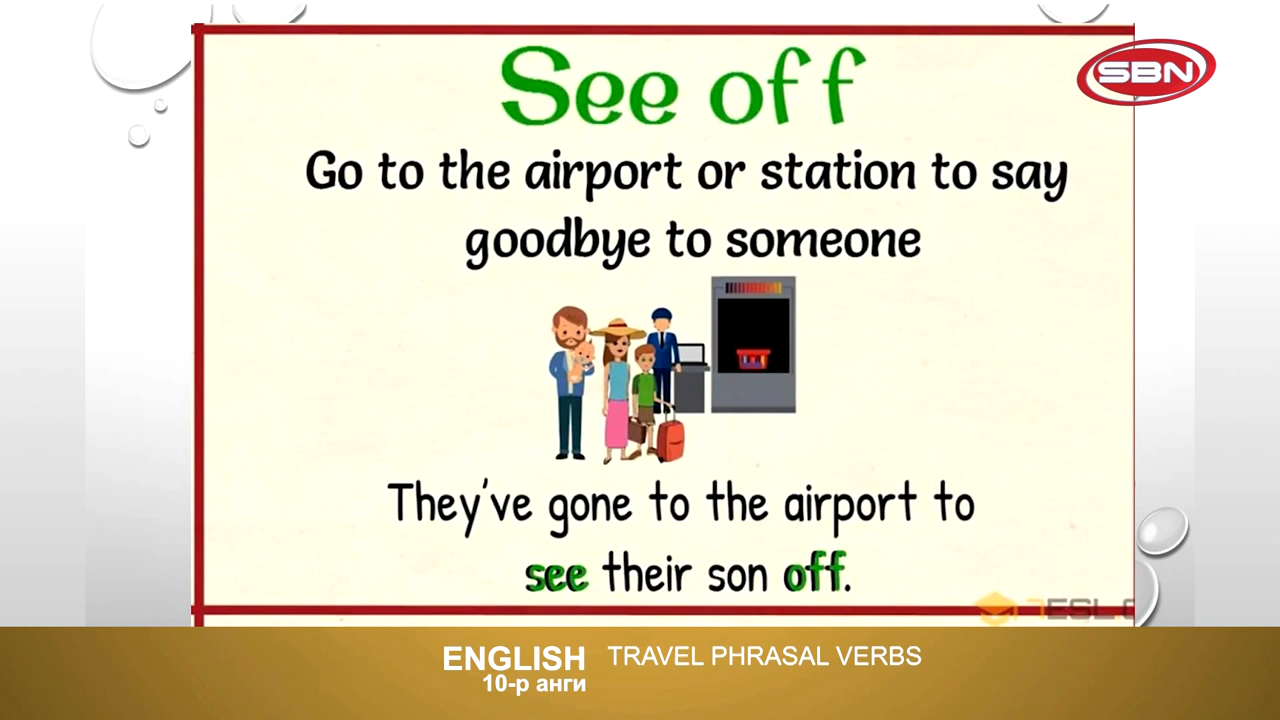 See off
SBN
Go to the airport or station to say
goodbye to someone
They've gone to the airport to
see their son off.
7ESL.C
ENGLISH TRAVEL PHRASAL VERBS
10-р анги